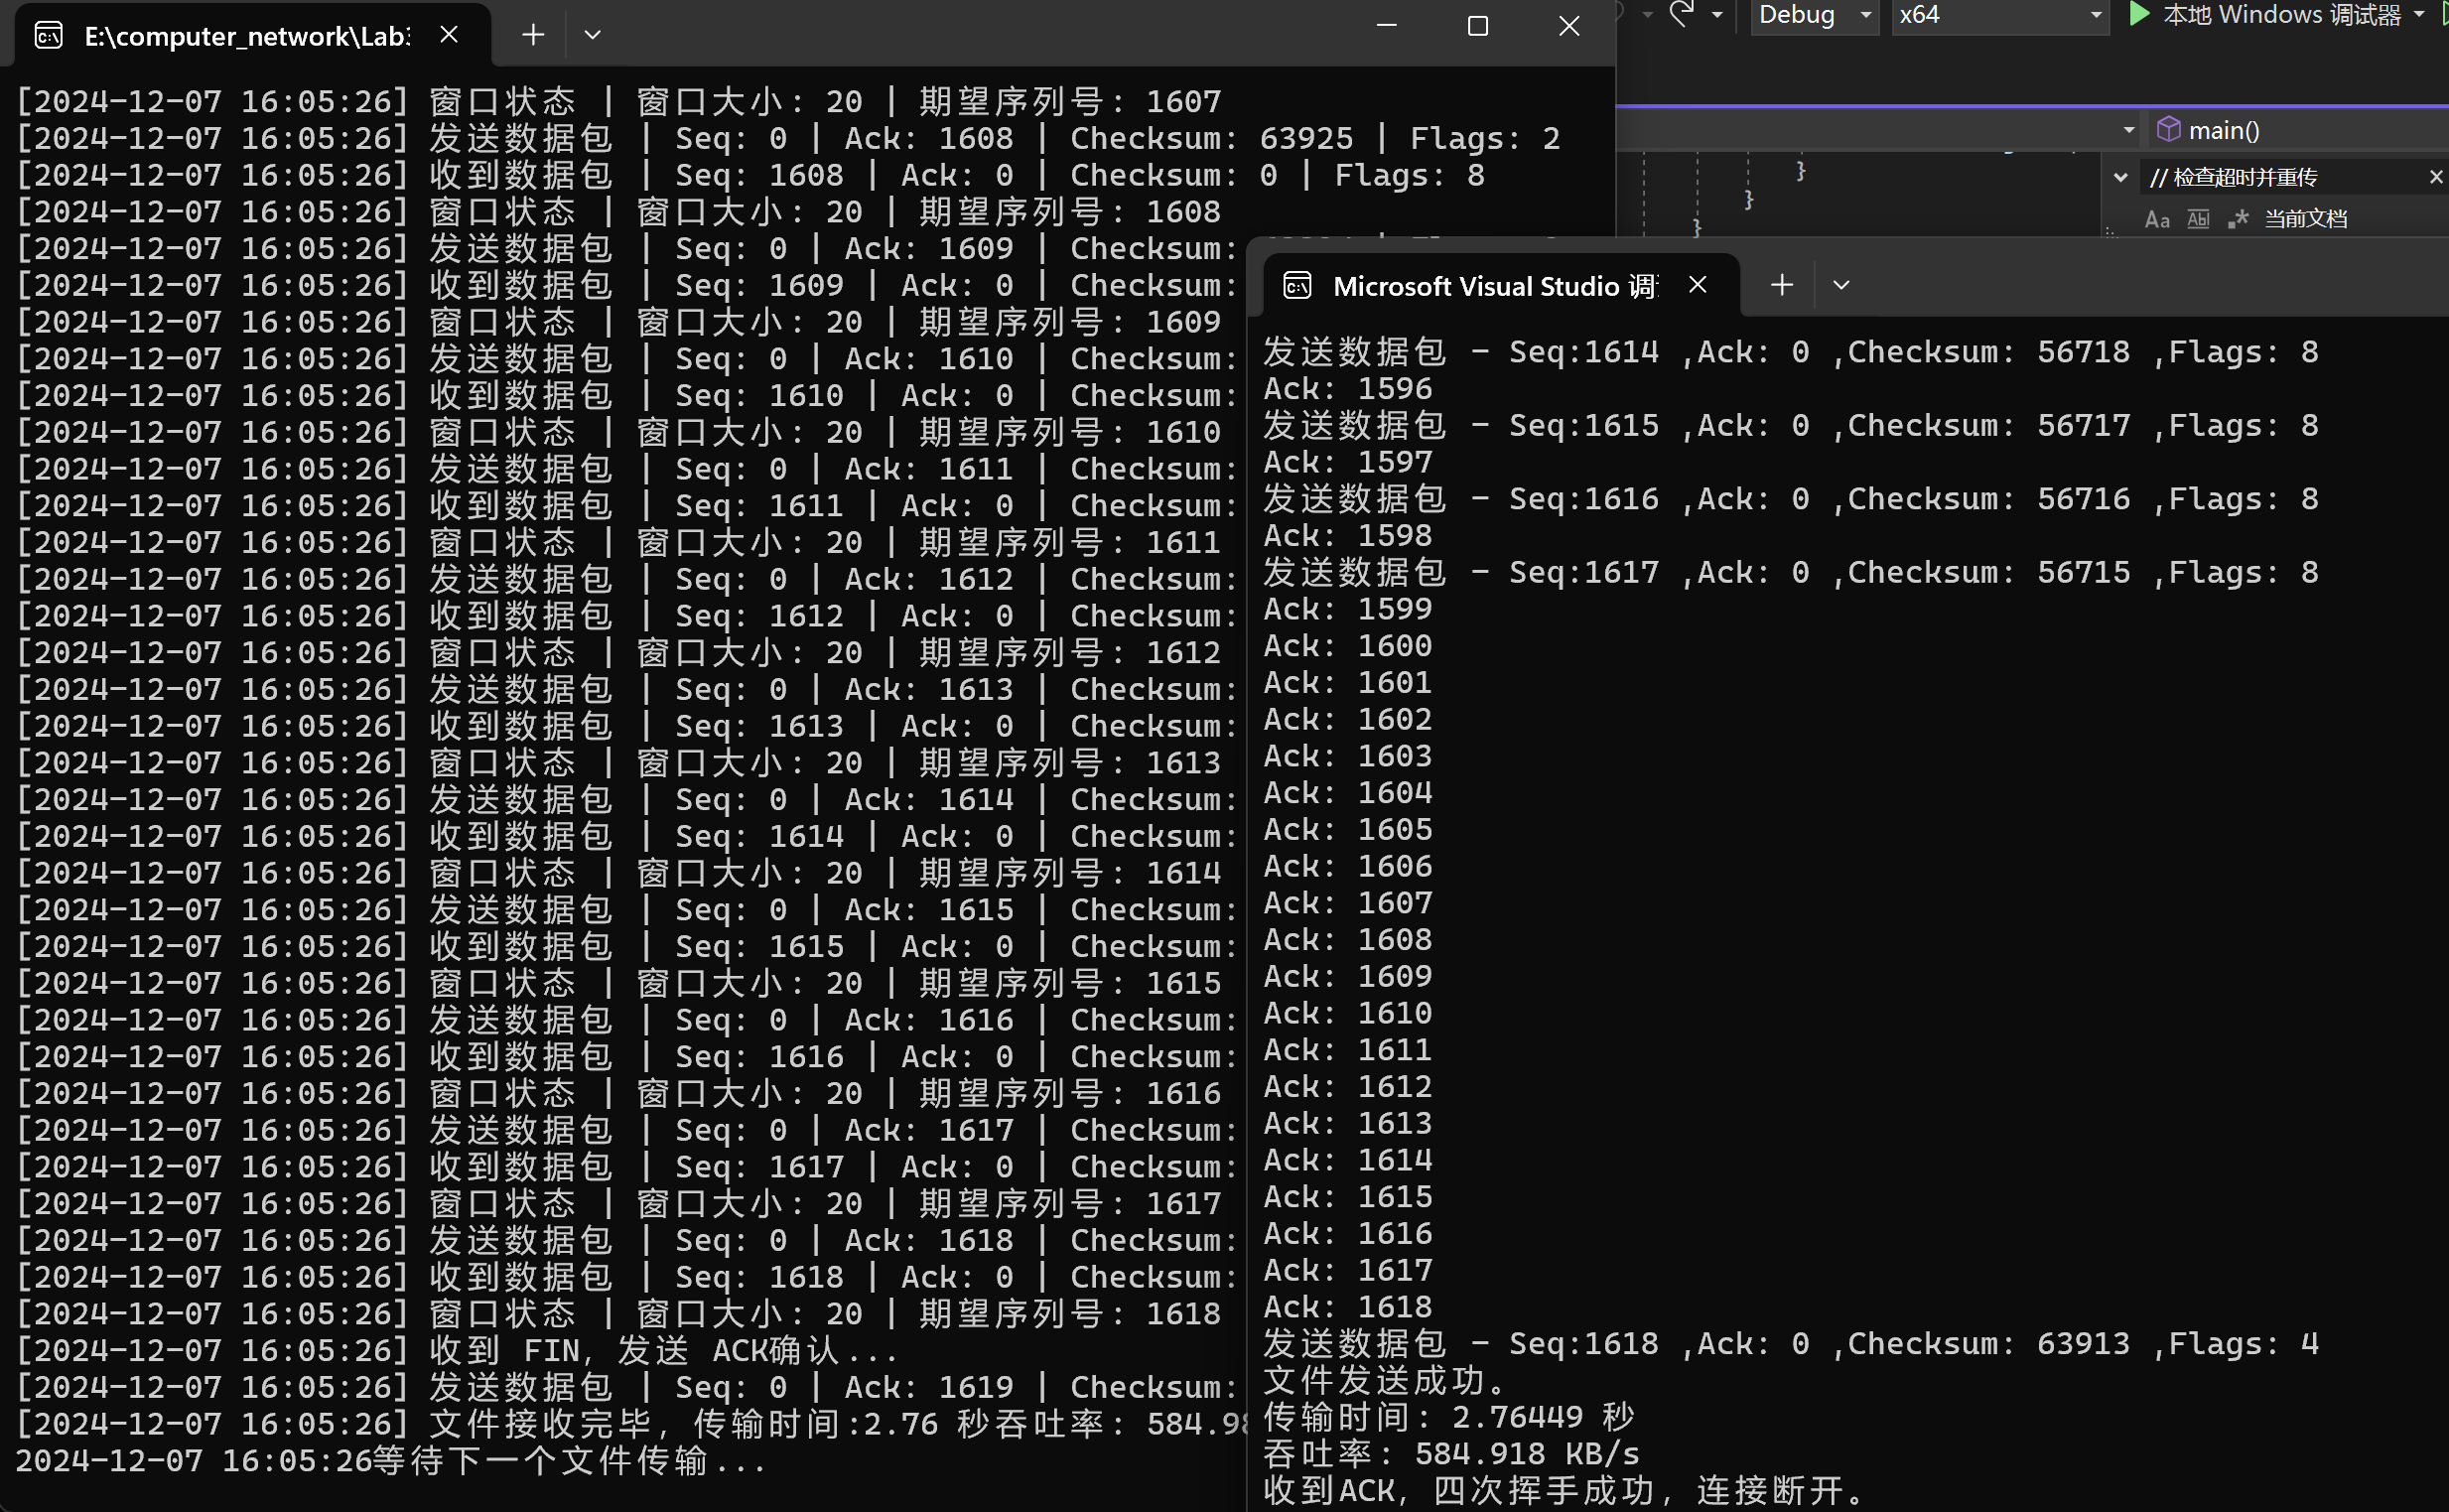 E:\computer_network\Lab3
[2024-12-07 16:05:26] 窗口状态 | 窗口大小: 20 | 期望序列号: 1607
[2024-12-07 16:05:26] 发送数据包 | Seq: 0 | Ack: 1608 | Checksum: 63925 | Flags: 2
[2024-12-07 16:05:26] 收到数据包 | Seq: 1608 | Ack: 0 | Checksum: 0 | Flags: 8
[2024-12-07 16:05:26] 窗口状态 | 窗口大小: 20 | 期望序列号: 1608
[2024-12-07 16:05:26] 发送数据包 | Seq: 0 | Ack: 1609 | Checksum:
[2024-12-07 16:05:26] 收到数据包 | Seq: 1609 | Ack: 0 | Checksum:
[2024-12-07 16:05:26] 窗口状态 | 窗口大小: 20 | 期望序列号: 1609
[2024-12-07 16:05:26] 发送数据包 | Seq: 0 | Ack: 1610 | Checksum:
[2024-12-07 16:05:26] 收到数据包 | Seq: 1610 | Ack: 0 | Checksum:
[2024-12-07 16:05:26] 窗口状态 | 窗口大小: 20 | 期望序列号: 1610
[2024-12-07 16:05:26] 发送数据包 | Seq: 0 | Ack: 1611 | Checksum:
[2024-12-07 16:05:26] 收到数据包 | Seq: 1611 | Ack: 0 | Checksum:
[2024-12-07 16:05:26] 窗口状态 | 窗口大小: 20 | 期望序列号: 1611
[2024-12-07 16:05:26] 发送数据包 | Seq: 0 | Ack: 1612 | Checksum:
[2024-12-07 16:05:26] 收到数据包 | Seq: 1612 | Ack: 0 | Checksum:
[2024-12-07 16:05:26] 窗口状态 | 窗口大小: 20 | 期望序列号: 1612
[2024-12-07 16:05:26] 发送数据包 | Seq: 0 | Ack: 1613 | Checksum:
[2024-12-07 16:05:26] 收到数据包 | Seq: 1613 | Ack: 0 | Checksum:
[2024-12-07 16:05:26] 窗口状态 | 窗口大小: 20 | 期望序列号: 1613
[2024-12-07 16:05:26] 发送数据包 | Seq: 0 | Ack: 1614 | Checksum:
[2024-12-07 16:05:26] 收到数据包 | Seq: 1614 | Ack: 0 | Checksum:
[2024-12-07 16:05:26] 窗口状态 | 窗口大小: 20 | 期望序列号: 1614
[2024-12-07 16:05:26] 发送数据包 | Seq: 0 | Ack: 1615 | Checksum:
[2024-12-07 16:05:26] 收到数据包 | Seq: 1615 | Ack: 0 | Checksum:
[2024-12-07 16:05:26] 窗口状态 | 窗口大小: 20 | 期望序列号: 1615
[2024-12-07 16:05:26] 发送数据包 | Seq: 0 | Ack: 1616 | Checksum:
[2024-12-07 16:05:26] 收到数据包 | Seq: 1616 | Ack: 0 | Checksum:
[2024-12-07 16:05:26] 窗口状态 | 窗口大小: 20 | 期望序列号: 1616
[2024-12-07 16:05:26] 发送数据包 | Seq: 0 | Ack: 1617 | Checksum:
[2024-12-07 16:05:26] 收到数据包 | Seq: 1617 | Ack: 0 | Checksum:
[2024-12-07 16:05:26] 窗口状态 | 窗口大小: 20 | 期望序列号: 1617
[2024-12-07 16:05:26] 发送数据包 | Seq: 0 | Ack: 1618 | Checksum:
[2024-12-07 16:05:26] 收到数据包 | Seq: 1618 | Ack: 0 | Checksum:
[2024-12-07 16:05:26] 窗口状态 | 窗口大小: 20 | 期望序列号: 1618
[2024-12-07 16:05:26] 收到 FIN, 发送 ACK确认...
[2024-12-07 16:05:26] 发送数据包 | Seq: 0 | Ack: 1619 | Checksum:
[2024-12-07 16:05:26] 文件接收完毕, 传输时间:2.76 秒吞吐率: 584.9
2024-12-07 16:05:26等待下一个文件传输...
Debug
x64
本地 Windows 调试器
main()
}
}
}
// 检查超时并重传
Aa Abl .* 当前文档
Microsoft Visual Studio 调
发送数据包 - Seq:1614 ,Ack: 0 ,Checksum: 56718 ,Flags: 8
Ack: 1596
发送数据包 - Seq:1615 ,Ack: 0 ,Checksum: 56717 ,Flags: 8
Ack: 1597
发送数据包 - Seq:1616 ,Ack: 0 ,Checksum: 56716 ,Flags: 8
Ack: 1598
发送数据包 - Seq:1617 ,Ack: 0 ,Checksum: 56715 ,Flags: 8
Ack: 1599
Ack: 1600
Ack: 1601
Ack: 1602
Ack: 1603
Ack: 1604
Ack: 1605
Ack: 1606
Ack: 1607
Ack: 1608
Ack: 1609
Ack: 1610
Ack: 1611
Ack: 1612
Ack: 1613
Ack: 1614
Ack: 1615
Ack: 1616
Ack: 1617
Ack: 1618
发送数据包 - Seq:1618 ,Ack: 0 ,Checksum: 63913 ,Flags: 4
文件发送成功。
传输时间: 2.76449 秒
吞吐率: 584.918 KB/s
收到ACK, 四次挥手成功, 连接断开。